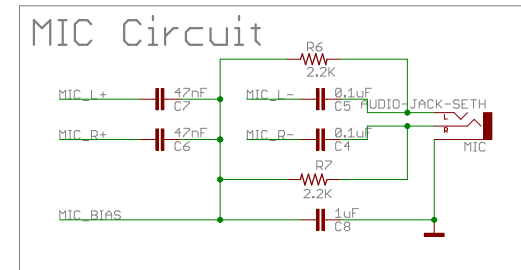 MIC Circuit
R6
2.2K
MIC_L+
47nF
C7
MIC_L-
0.1uF
C5
AUDIO-JACK-SETH
MIC_R+
47nF
C6
MIC_R-
0.1uF
C4
L
R
MIC
R7
2.2K
MIC_BIAS
1uF
C8